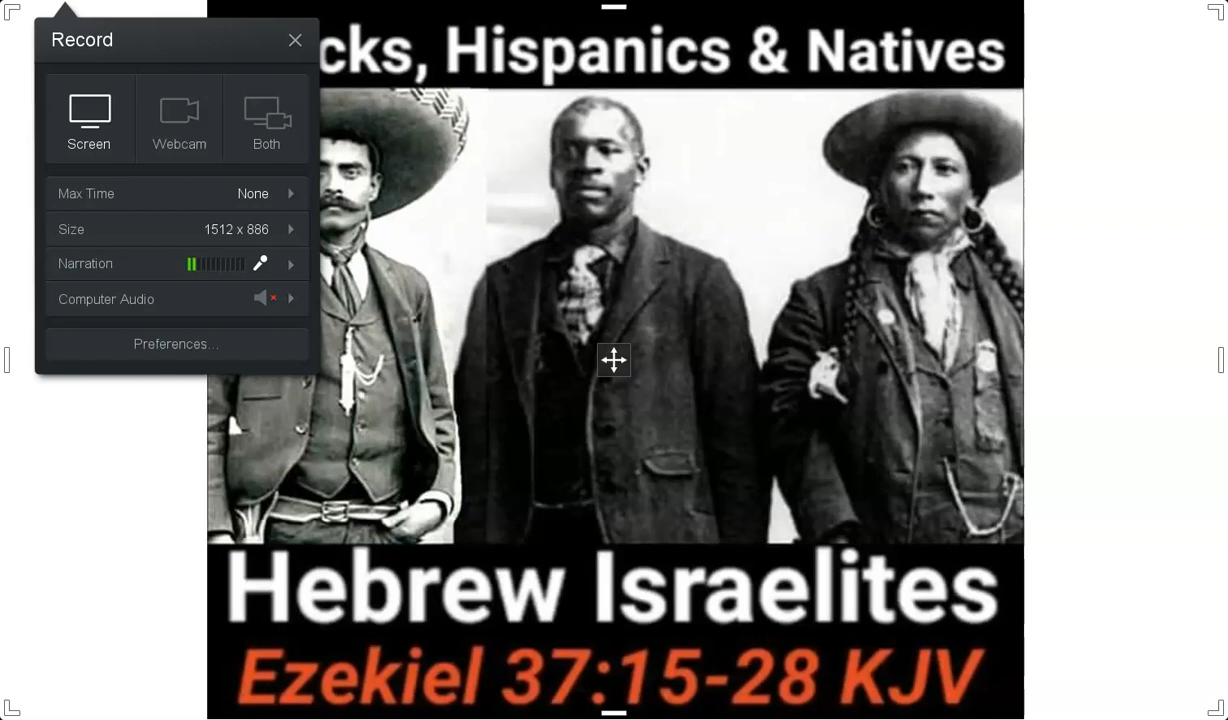 Record
cks, Hispanics & Natives
Screen
Webcam
Both
Max Time None
Size 1512 x 886
Narration
Computer Audio
Preferences...
Hebrew Israelites
Ezekiel 37:15-28 KJV